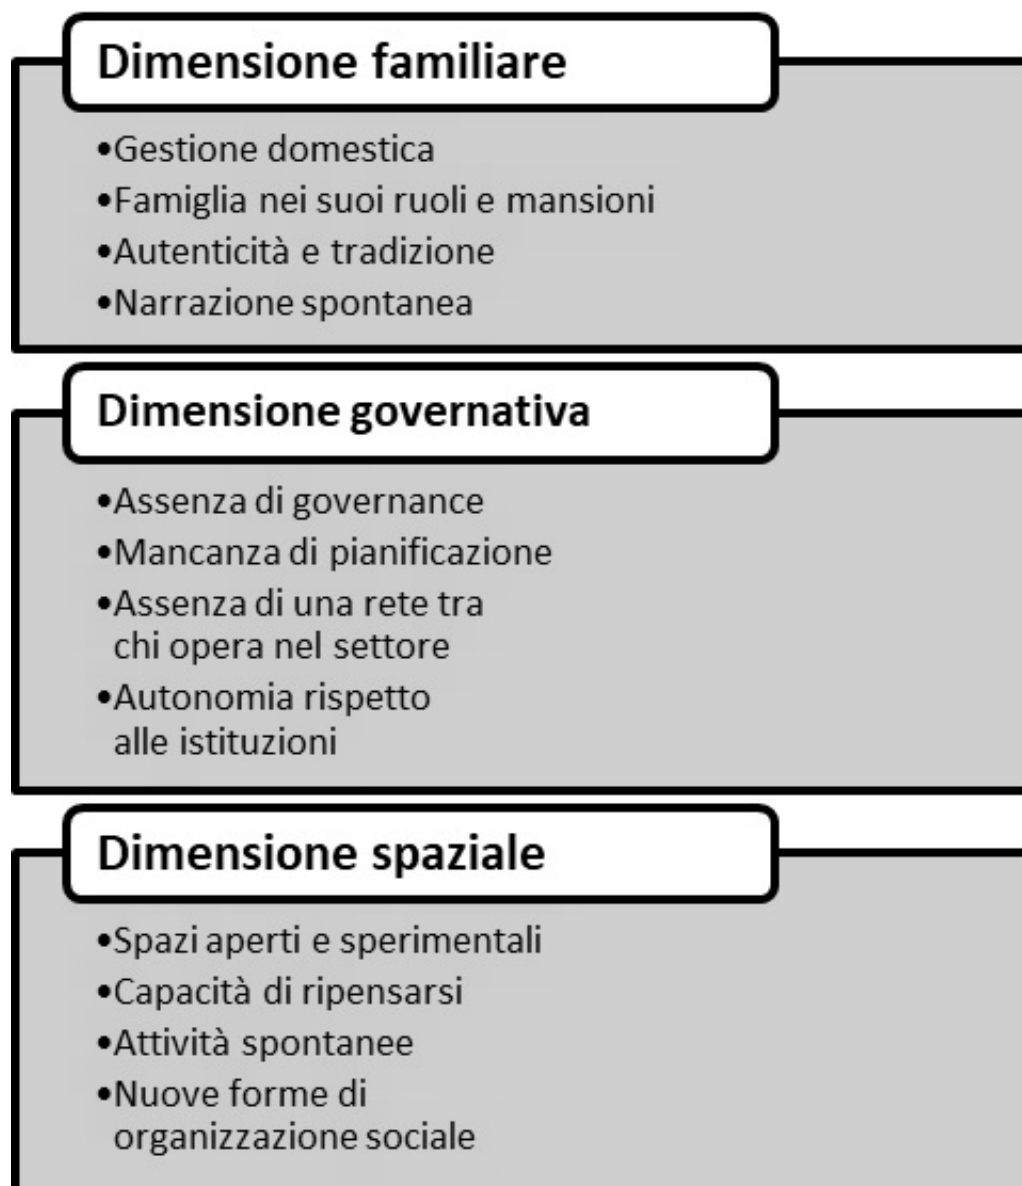 Dimensione familiare
•Gestione domestica
•Famiglia nei suoi ruoli e mansioni
•Autenticità e tradizione
•Narrazione spontanea
Dimensione governativa
•Assenza di governance
•Mancanza di pianificazione
•Assenza di una rete tra
chi opera nel settore
•Autonomia rispetto
alle istituzioni
Dimensione spaziale
•Spazi aperti e sperimentali
•Capacità di ripensarsi
•Attività spontanee
•Nuove forme di
organizzazione sociale